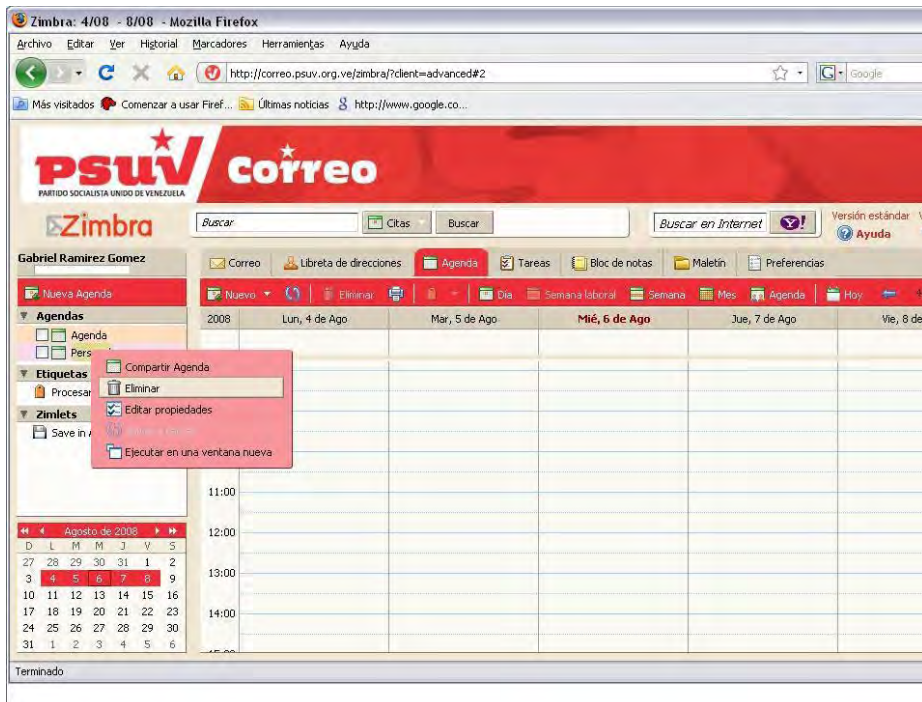 Zimbra: 4/08 - 8/08 - Mozilla Firefox
Archivo Editar Ver Historial Marcadores Herramientas Ayuda
http://correo.psuv.org.ve/zimbra/?client=advanced#2
Google
Más visitados Comenzar a usar Firef... Últimas noticias http://www.google.co...
PSUV Correo
PARTIDO SOCIALISTA UNIDO DE VENEZUELA
Zimbra
Buscar Citas Buscar Buscar en Internet Y! Versión estándar
Ayuda
Gabriel Ramirez Gomez
Correo Libreta de direcciones Agenda Tareas Bloc de notas Maletín Preferencias
Nueva Agenda
Nuevo Eliminar Dia Semana laboral Semana Mes Agenda Hoy
Agendas
2008 Lun, 4 de Ago Mar, 5 de Ago Mié, 6 de Ago Jue, 7 de Ago Vie, 8 de
Agenda
Pers
Etiquetas
Procesar
Zimlets
Save in
Compartir Agenda
Eliminar
Editar propiedades
Ejecutar en una ventana nueva
11:00
12:00
13:00
14:00
Agosto de 2008
D L M M J V S
27 28 29 30 31 1 2
3 4 5 6 7 8 9
10 11 12 13 14 15 16
17 18 19 20 21 22 23
24 25 26 27 28 29 30
31 1 2 3 4 5 6
Terminado